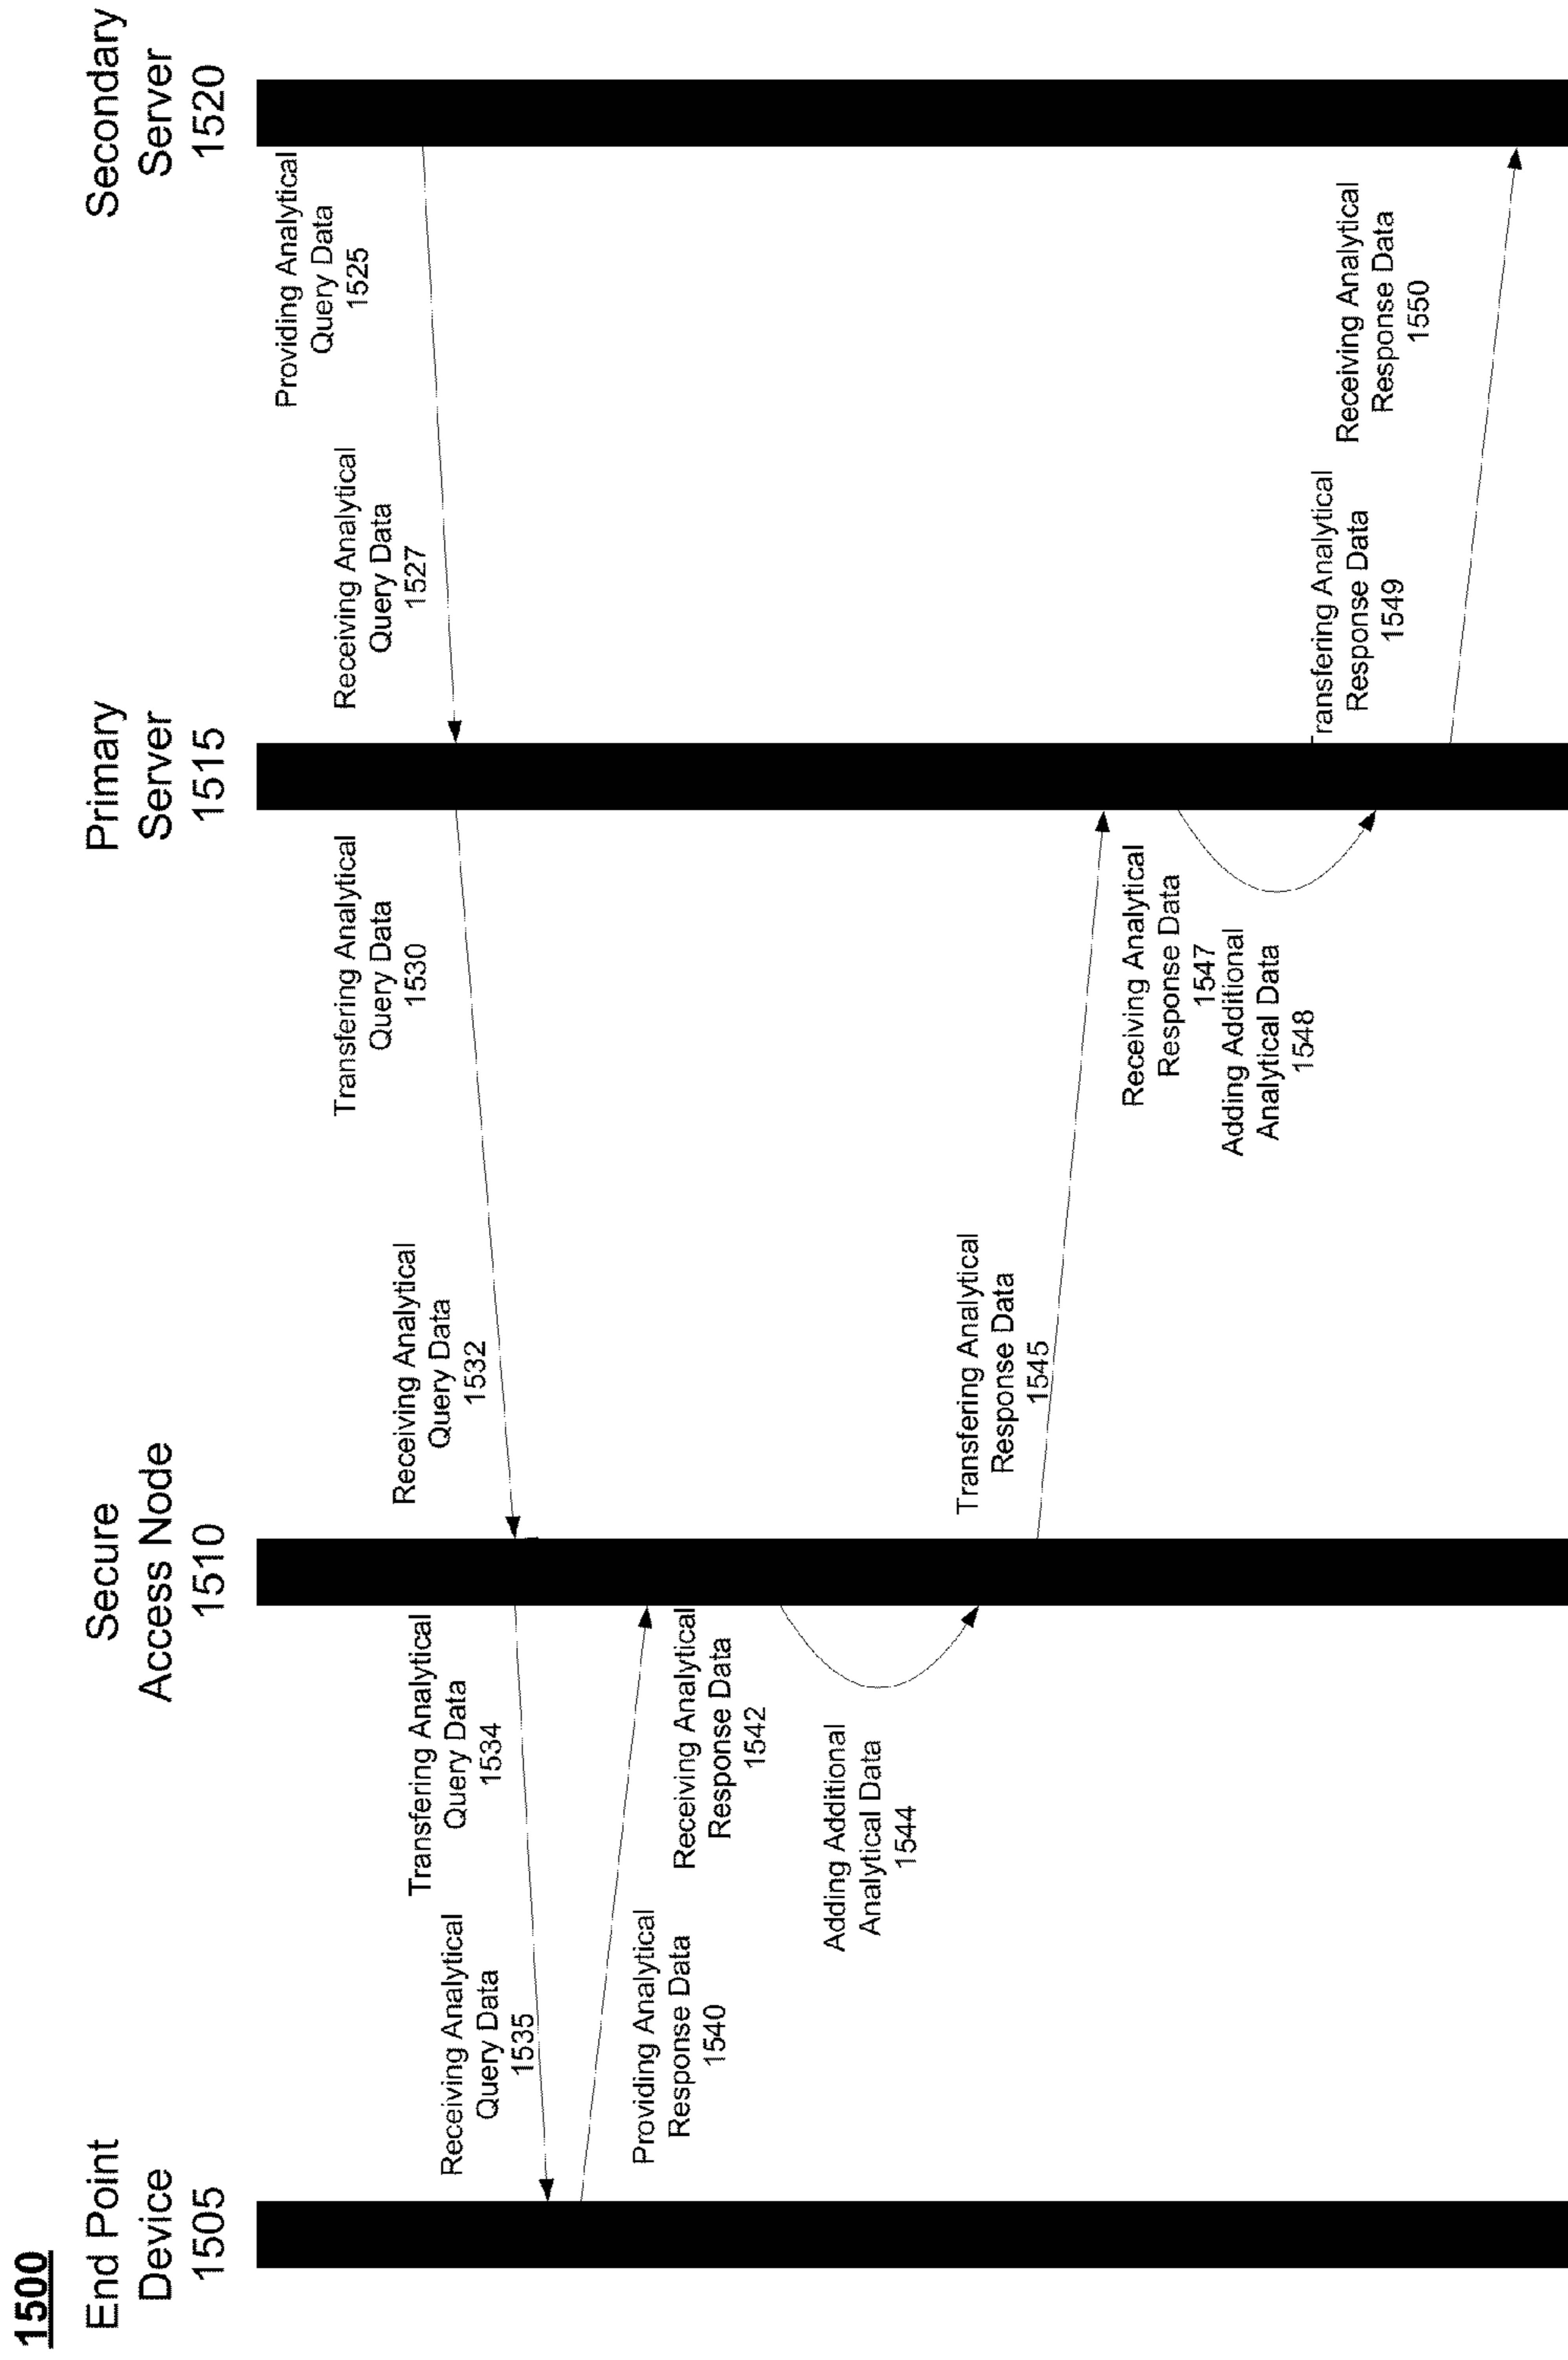 1500
End Point
Device
1505
Secure
Access Node
1510
Primary
Server
1515
Secondary
Server
1520
Providing Analytical
Query Data
1525
Receiving Analytical
Query Data
1527
Transfering Analytical
Query Data
1530
Receiving Analytical
Query Data
1532
Transfering Analytical
Query Data
1534
Receiving Analytical
Query Data
1535
Providing Analytical
Response Data
1540
Receiving Analytical
Response Data
1542
Adding Additional
Analytical Data
1544
Transfering Analytical
Response Data
1545
Receiving Analytical
Response Data
1547
Adding Additional
Analytical Data
1548
Transfering Analytical
Response Data
1549
Receiving Analytical
Response Data
1550